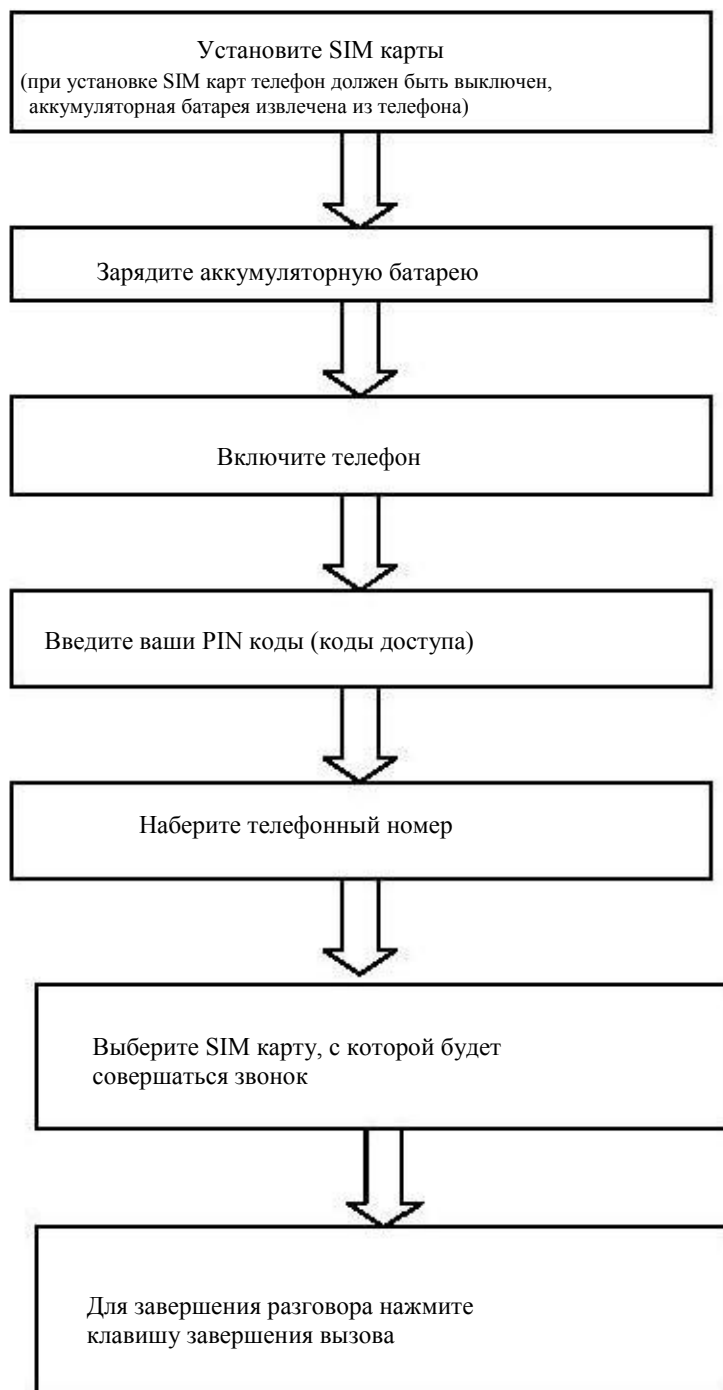 Установите SIM карты
(при установке SIM карт телефон должен быть выключен,
аккумуляторная батарея извлечена из телефона)
Зарядите аккумуляторную батарею
Включите телефон
Введите ваши PIN коды (коды доступа)
Наберите телефонный номер
Выберите SIM карту, с которой будет
совершаться звонок
Для завершения разговора нажмите
клавишу завершения вызова